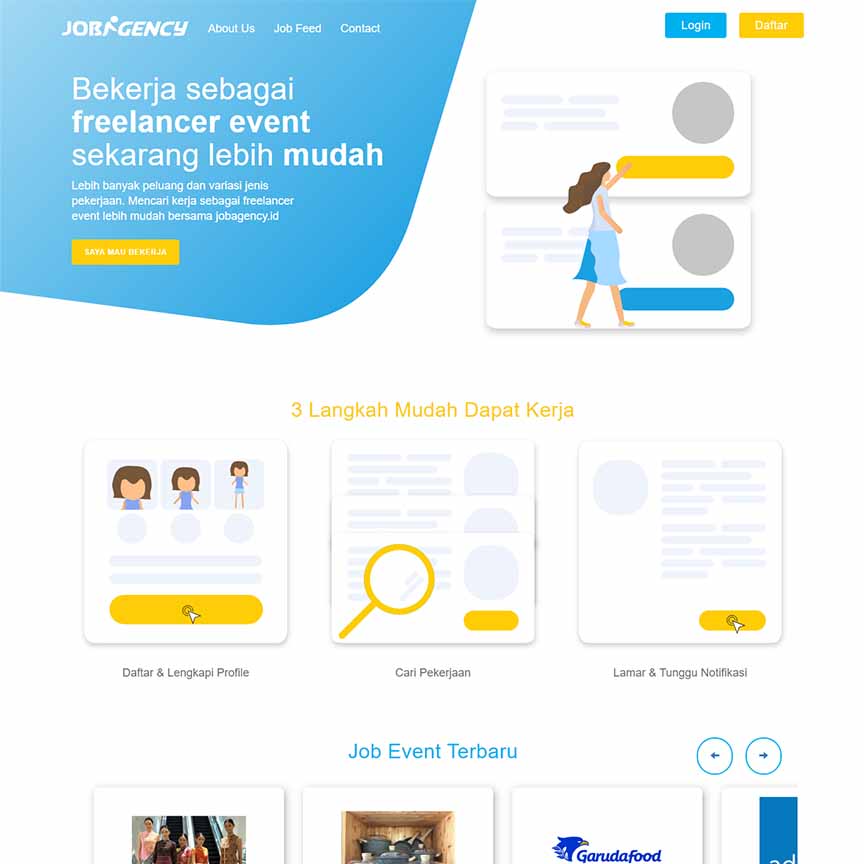 JOBAGENCY
About Us
Job Feed
Contact
Login
Daftar
Bekerja sebagai
freelancer event
sekarang lebih mudah
Lebih banyak peluang dan variasi jenis
pekerjaan. Mencari kerja sebagai freelancer
event lebih mudah bersama jobagency.id
SAYA MAU BEKERJA
3 Langkah Mudah Dapat Kerja
Daftar & Lengkapi Profile
Cari Pekerjaan
Lamar & Tunggu Notifikasi
Job Event Terbaru
Garudafood